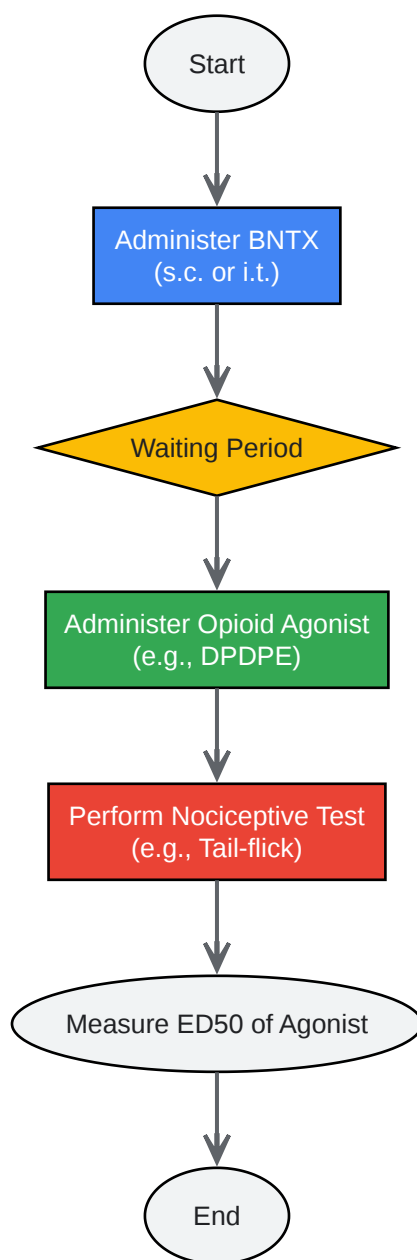 Start
Administer BNTX
(s.c. or i.t.)
Waiting Period
Administer Opioid Agonist
(e.g., DPDPE)
Perform Nociceptive Test
(e.g., Tail-flick)
Measure ED50 of Agonist
End